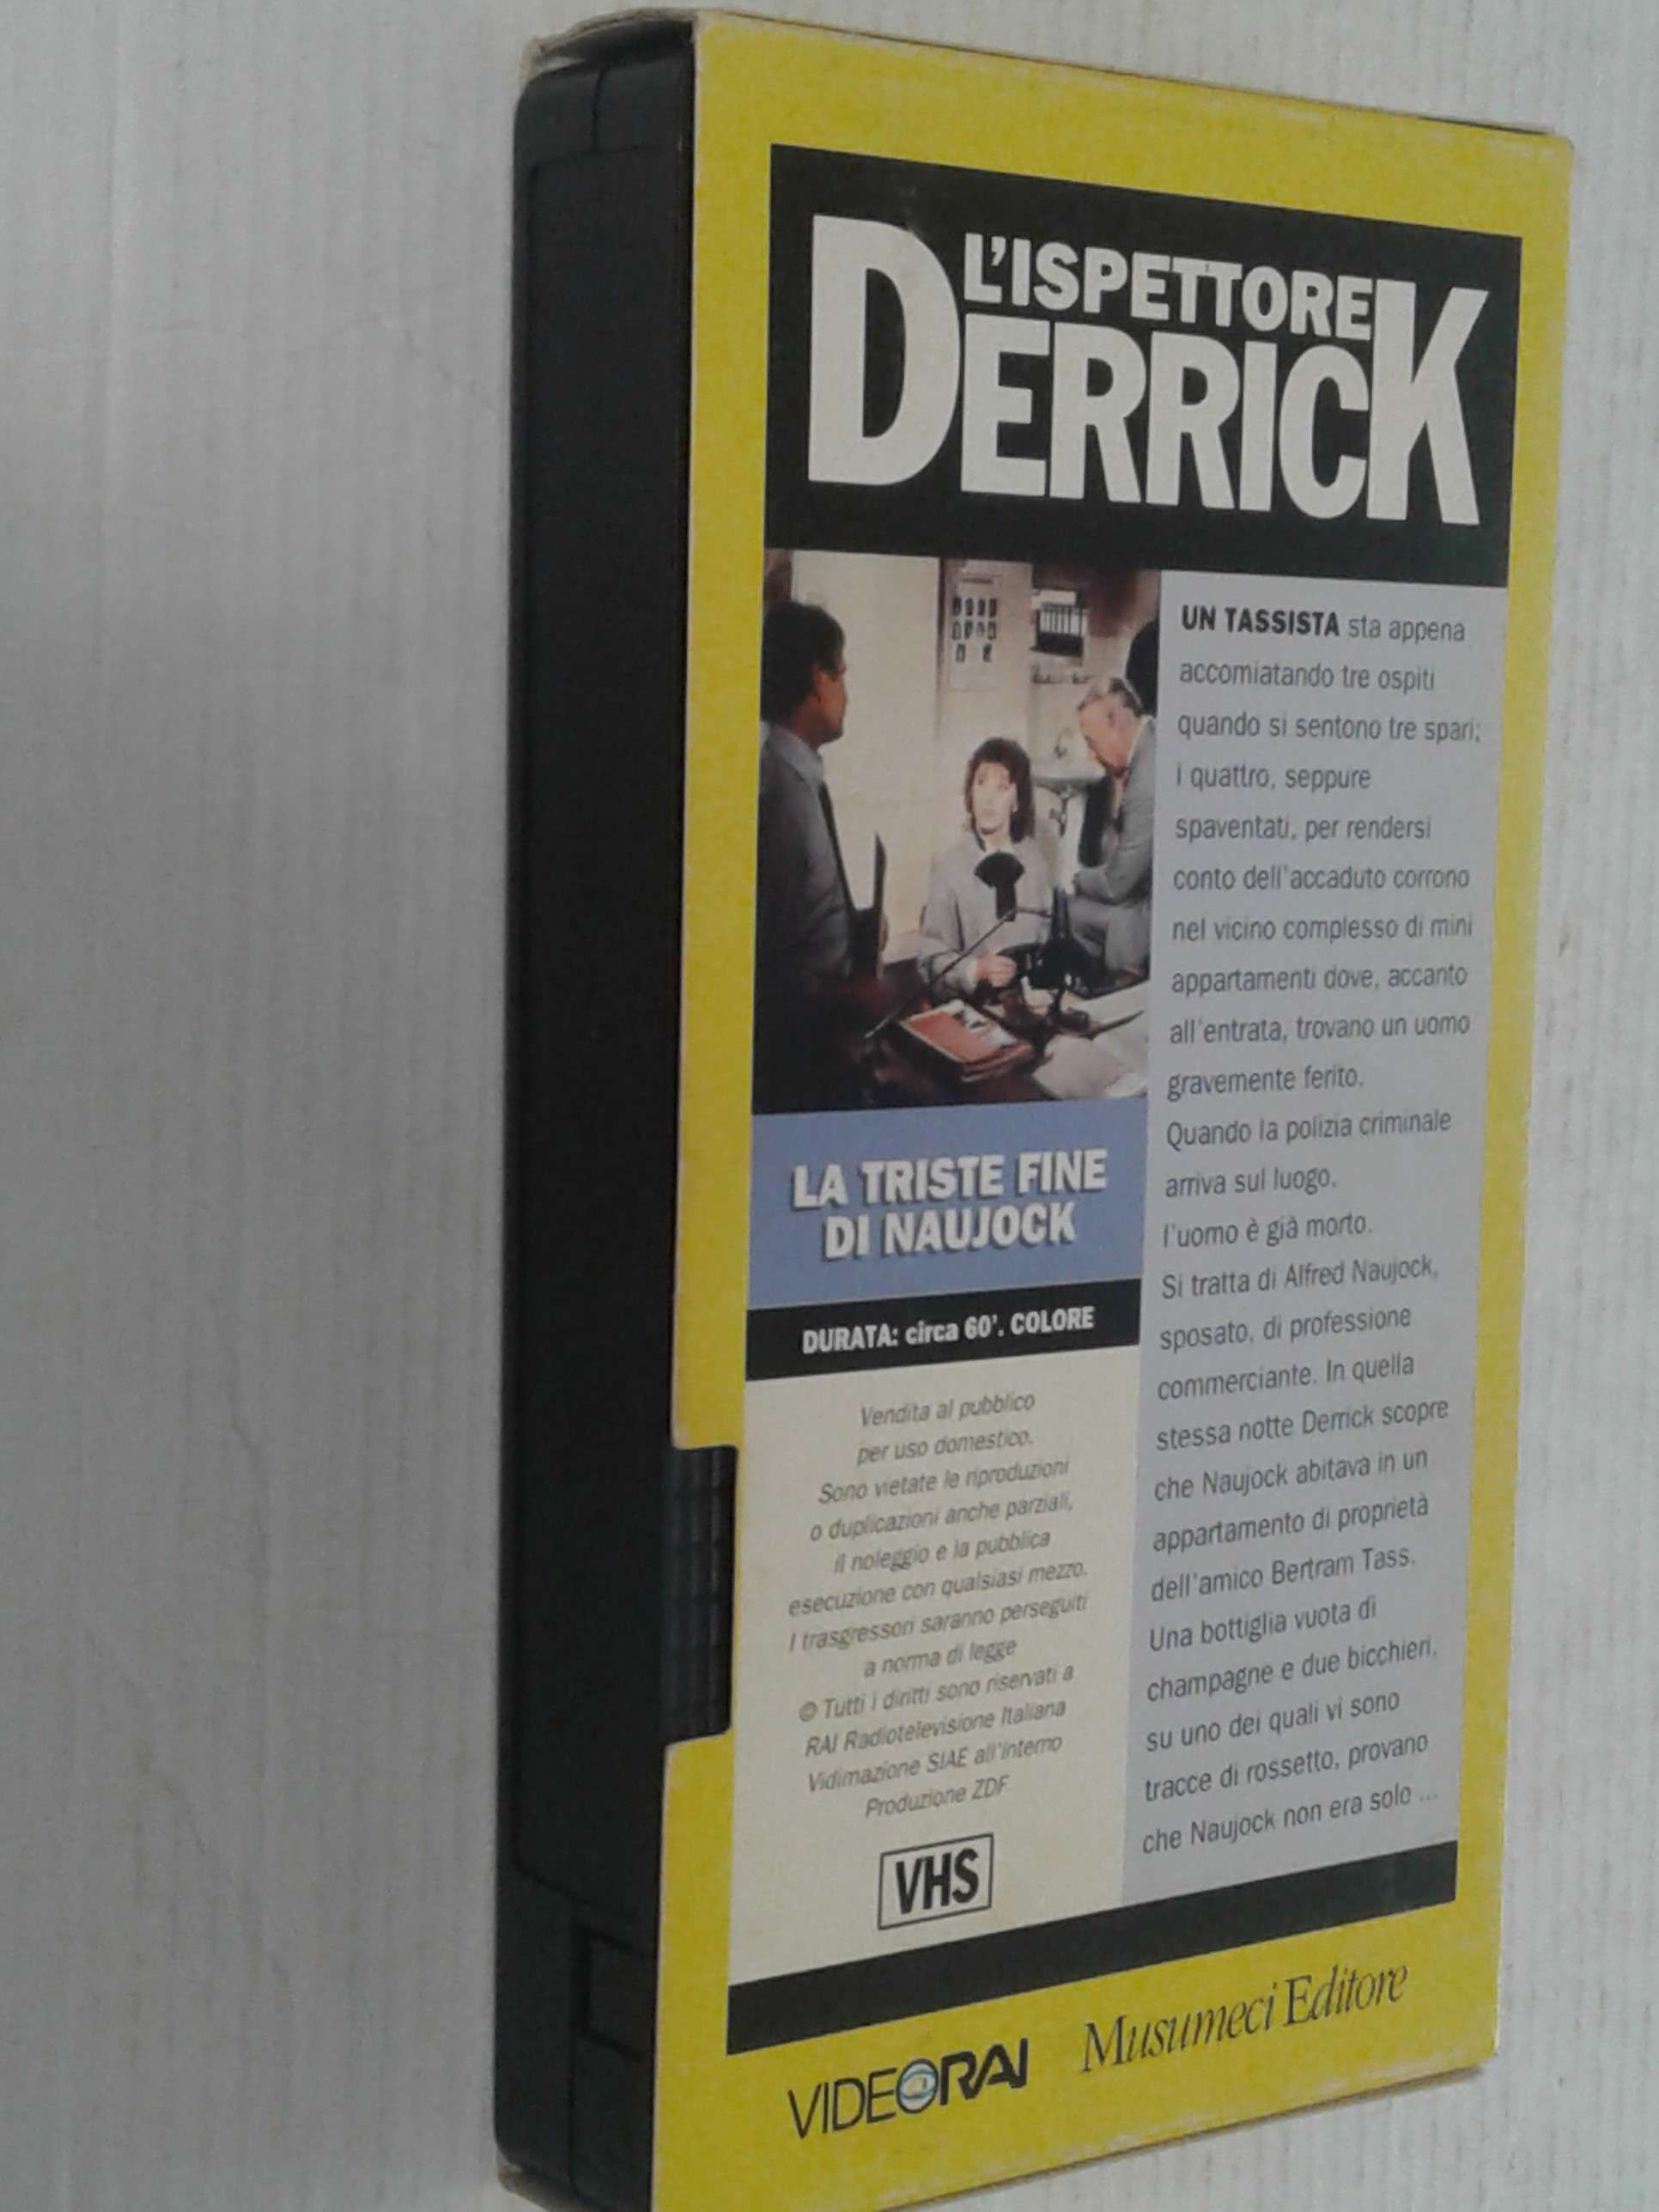 L'ISPETTORE
DERRICK
UN TASSISTA sta appena
accomiatando tre ospiti
quando si sentono tre spari;
i quattro, seppure
spaventati, per rendersi
conto dell'accaduto corrono
nel vicino complesso di mini
appartamenti dove, accanto
all'entrata, trovano un uomo
gravemente ferito.
Quando la polizia criminale
arriva sul luogo,
l'uomo è già morto.
Si tratta di Alfred Naujock,
sposato, di professione
commerciante. In quella
stessa notte Derrick scopre
che Naujock abitava in un
appartamento di proprietà
dell'amico Bertram Tass.
Una bottiglia vuota di
champagne e due bicchieri,
su uno dei quali vi sono
tracce di rossetto, provano
che Naujock non era solo ...
LA TRISTE FINE
DI NAUJOCK
DURATA: circa 60'. COLORE
Vendita al pubblico
per uso domestico.
Sono vietate le riproduzioni
o duplicazioni anche parziali,
il noleggio e la pubblica
esecuzione con qualsiasi mezzo.
I trasgressori saranno perseguiti
a norma di legge
© Tutti i diritti sono riservati a
RAI Radiotelevisione Italiana
Vidimazione SIAE all'interno
Produzione ZDF
VHS
VIDEORAI
Musumeci Editore